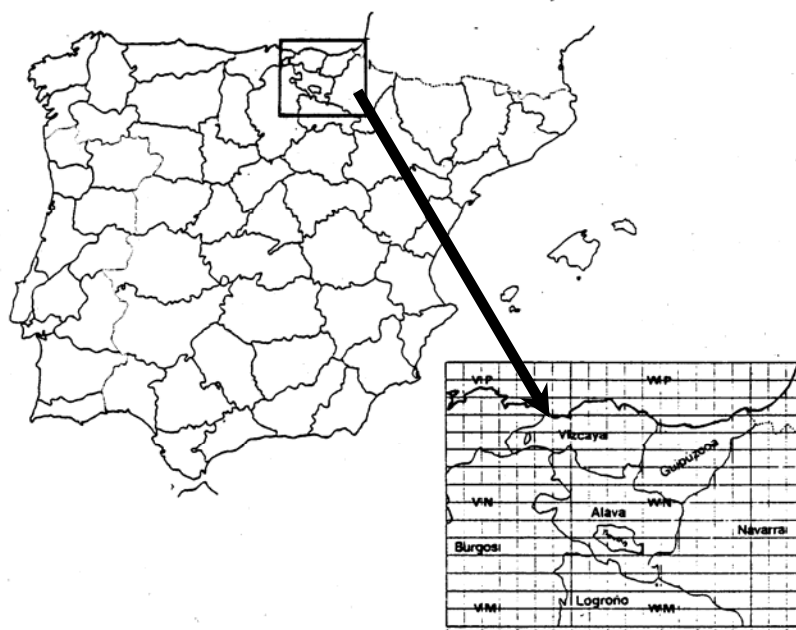 VP
WP
Vizcaya
Guipúzcoa
VN
WN
Alava
Navarra
Burgos
Logroño
VM
WM